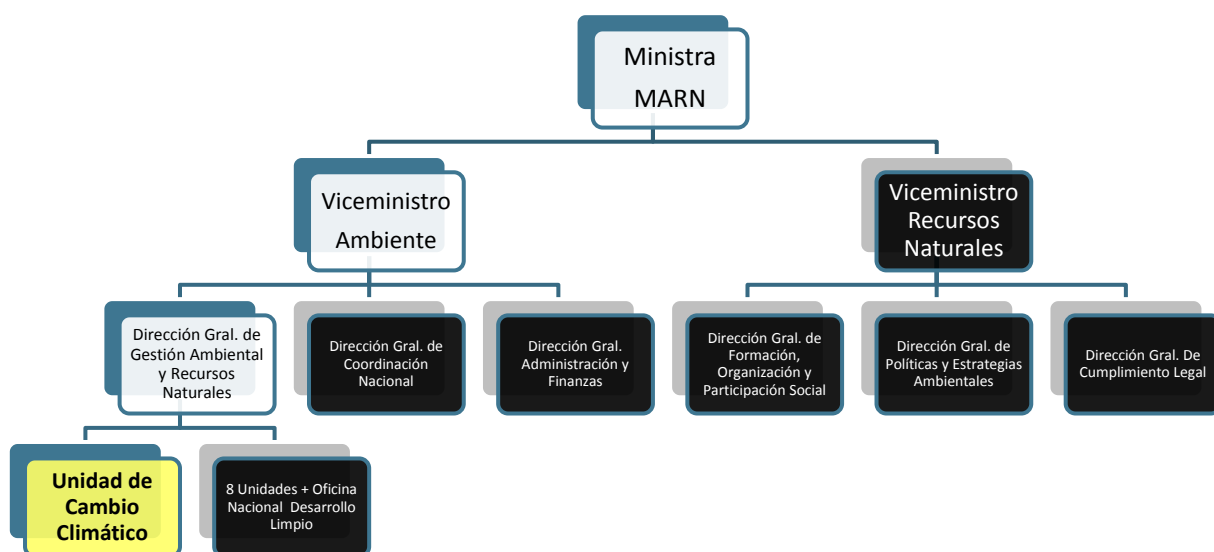 Ministra
MARN
Viceministro
Ambiente
Viceministro
Recursos
Naturales
Dirección Gral. de
Gestión Ambiental
y Recursos
Naturales
Dirección Gral. de
Coordinación
Nacional
Dirección Gral.
Administración y
Finanzas
Dirección Gral. de
Formación,
Organización y
Participación Social
Dirección Gral. de
Políticas y Estrategias
Ambientales
Dirección Gral. De
Cumplimiento Legal
Unidad de
Cambio
Climático
8 Unidades + Oficina
Nacional Desarrollo
Limpio